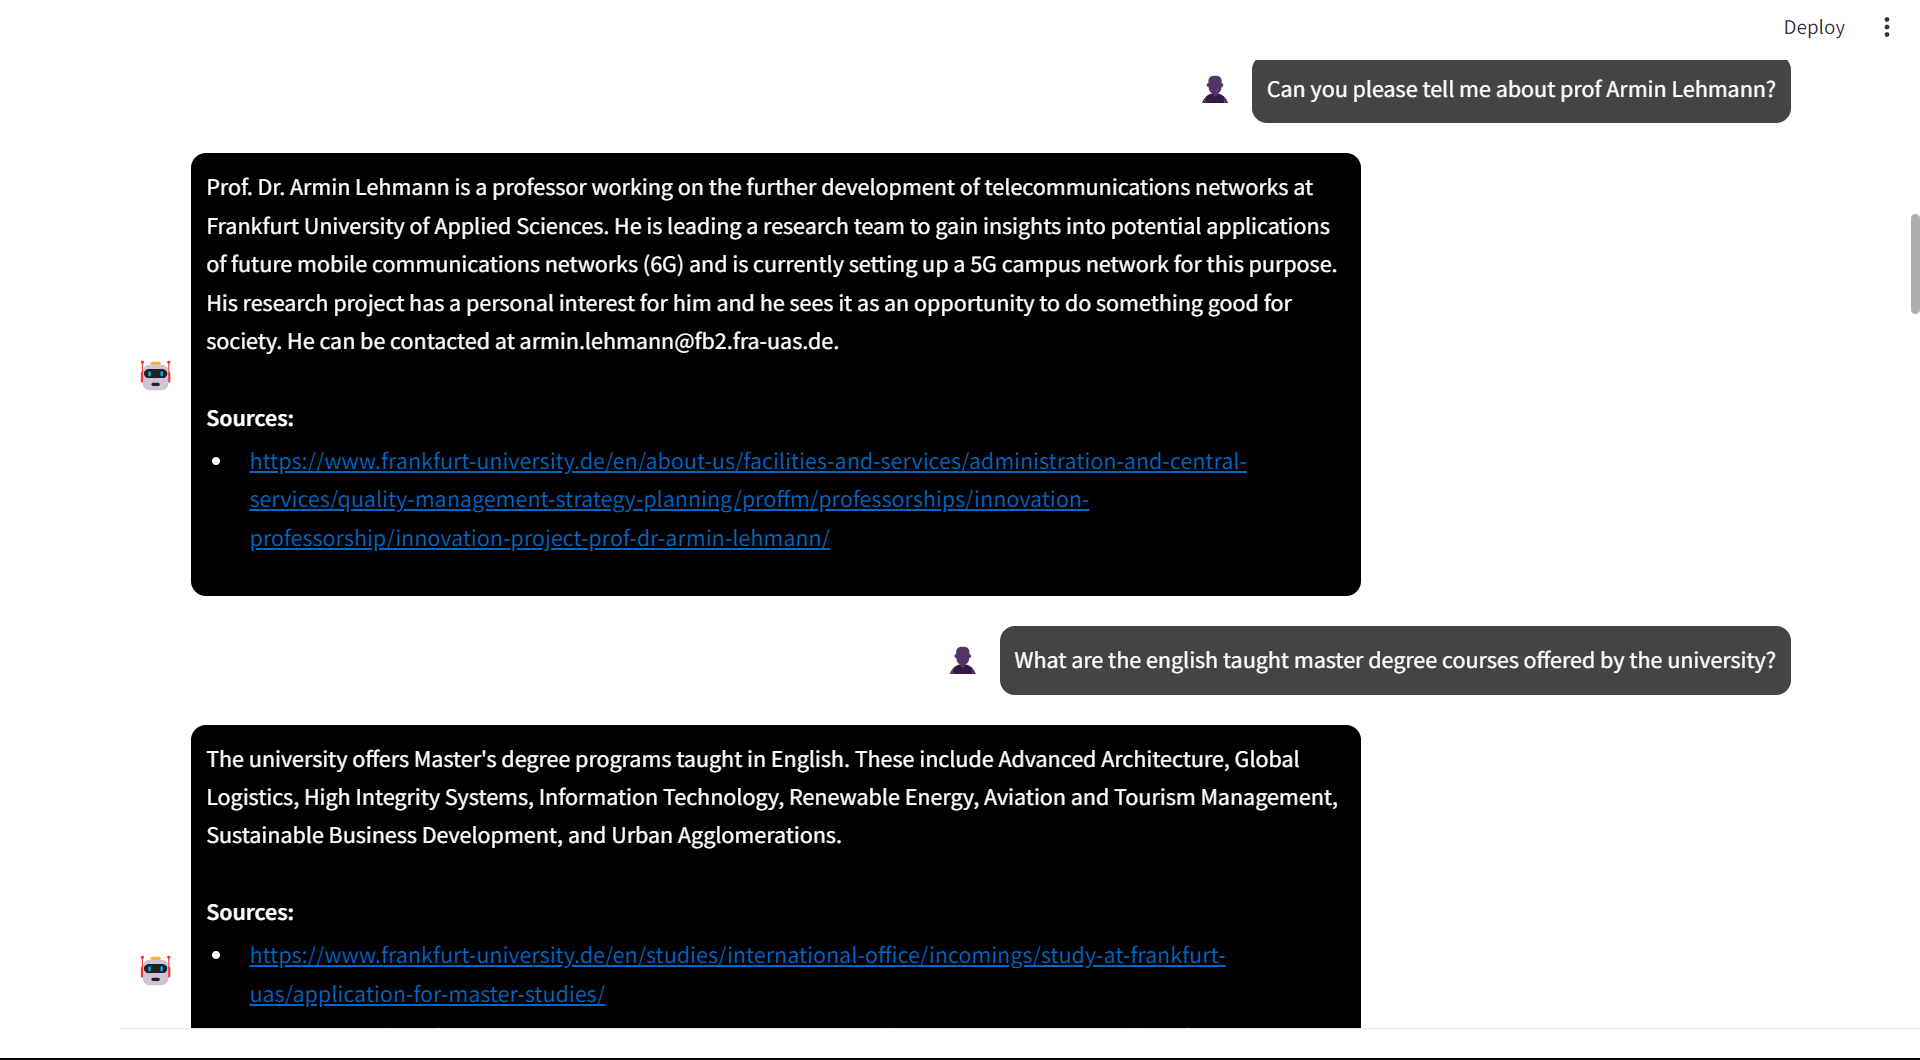 Deploy
Can you please tell me about prof Armin Lehmann?
Prof. Dr. Armin Lehmann is a professor working on the further development of telecommunications networks at
Frankfurt University of Applied Sciences. He is leading a research team to gain insights into potential applications
of future mobile communications networks (6G) and is currently setting up a 5G campus network for this purpose.
His research project has a personal interest for him and he sees it as an opportunity to do something good for
society. He can be contacted at armin.lehmann@fb2.fra-uas.de.
Sources:
https://www.frankfurt-university.de/en/about-us/facilities-and-services/administration-and-central-
services/quality-management-strategy-planning/proffm/professorships/innovation-
professorship/innovation-project-prof-dr-armin-lehmann/
What are the english taught master degree courses offered by the university?
The university offers Master's degree programs taught in English. These include Advanced Architecture, Global
Logistics, High Integrity Systems, Information Technology, Renewable Energy, Aviation and Tourism Management,
Sustainable Business Development, and Urban Agglomerations.
Sources:
https://www.frankfurt-university.de/en/studies/international-office/incomings/study-at-frankfurt-
uas/application-for-master-studies/